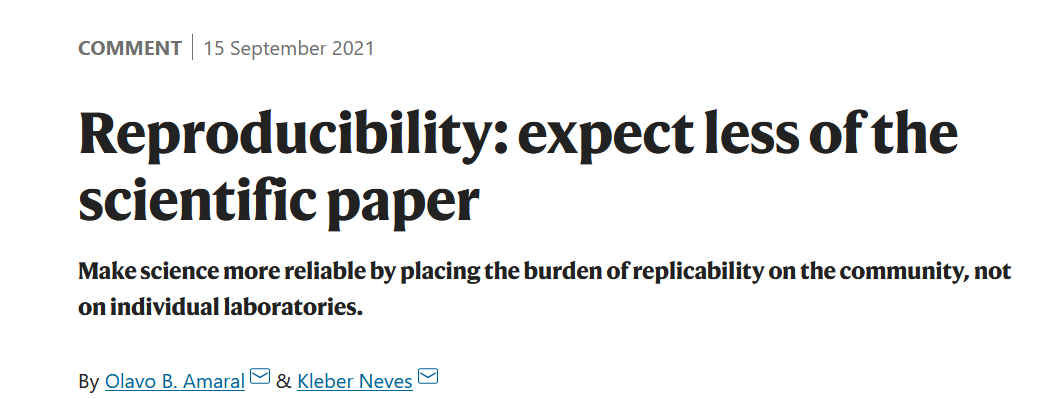 COMMENT | 15 September 2021
Reproducibility: expect less of the
scientific paper
Make science more reliable by placing the burden of replicability on the community, not
on individual laboratories.
By Olavo B. Amaral & Kleber Neves